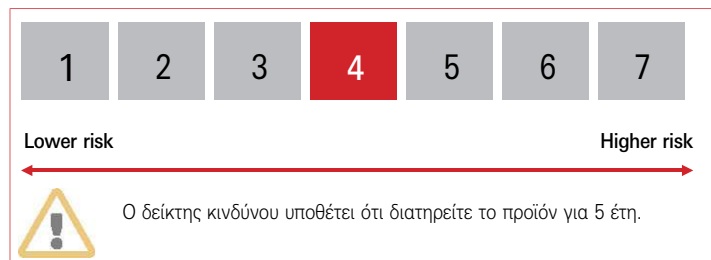 1 2 3 4 5 6 7
Lower risk Higher risk
Ο δείκτης κινδύνου υποθέτει ότι διατηρείτε το προϊόν για 5 έτη.